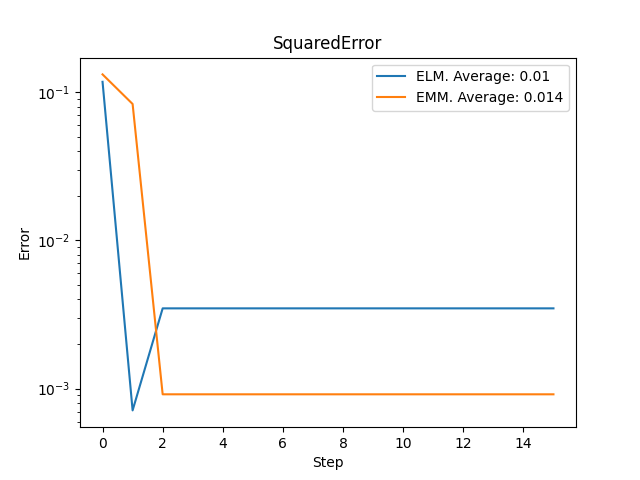 SquaredError
ELM. Average: 0.01
EMM. Average: 0.014
Error
10⁻¹
10⁻²
10⁻³
0 2 4 6 8 10 12 14
Step